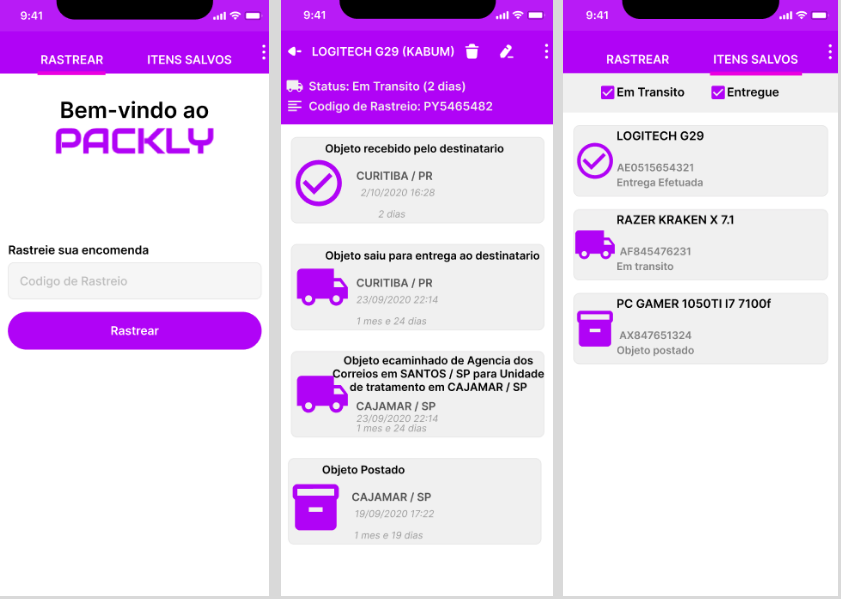 9:41
RASTREAR
ITENS SALVOS
Bem-vindo ao
PACKLY
Rastreie sua encomenda
Codigo de Rastreio
Rastrear
9:41
LOGITECH G29 (KABUM)
Status: Em Transito (2 dias)
Codigo de Rastreio: PY5465482
Objeto recebido pelo destinatario
CURITIBA / PR
2/10/2020 16:28
2 dias
Objeto saiu para entrega ao destinatario
CURITIBA / PR
23/09/2020 22:14
1 mes e 24 dias
Objeto ecaminhado de Agencia dos
Correios em SANTOS / SP para Unidade
de tratamento em CAJAMAR / SP
CAJAMAR / SP
23/09/2020 22:14
1 mes e 24 dias
Objeto Postado
CAJAMAR / SP
19/09/2020 17:22
1 mes e 19 dias
9:41
RASTREAR
ITENS SALVOS
Em Transito
Entregue
LOGITECH G29
AE0515654321
Entrega Efetuada
RAZER KRAKEN X 7.1
AF845476231
Em transito
PC GAMER 1050TI I7 7100f
AX847651324
Objeto postado